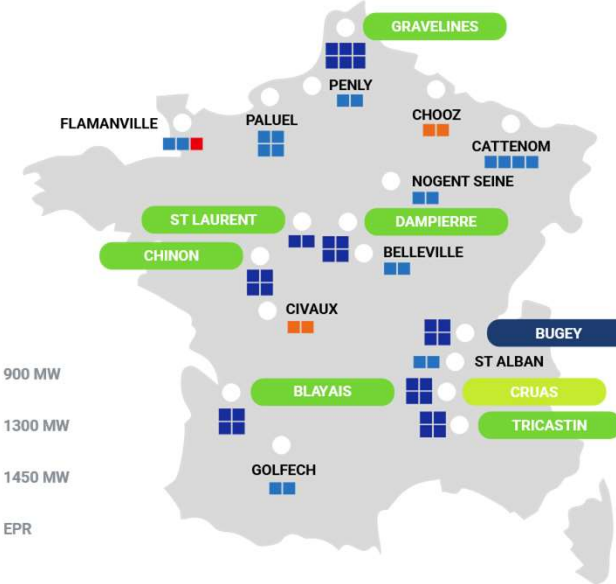 GRAVELINES
PENLY
CHOOZ
FLAMANVILLE
PALUEL
CATTENOM
NOGENT SEINE
ST LAURENT
DAMPIERRE
CHINON
BELLEVILLE
CIVAUX
BUGEY
ST ALBAN
900 MW
BLAYAIS
CRUAS
1300 MW
TRICASTIN
GOLFECH
1450 MW
EPR